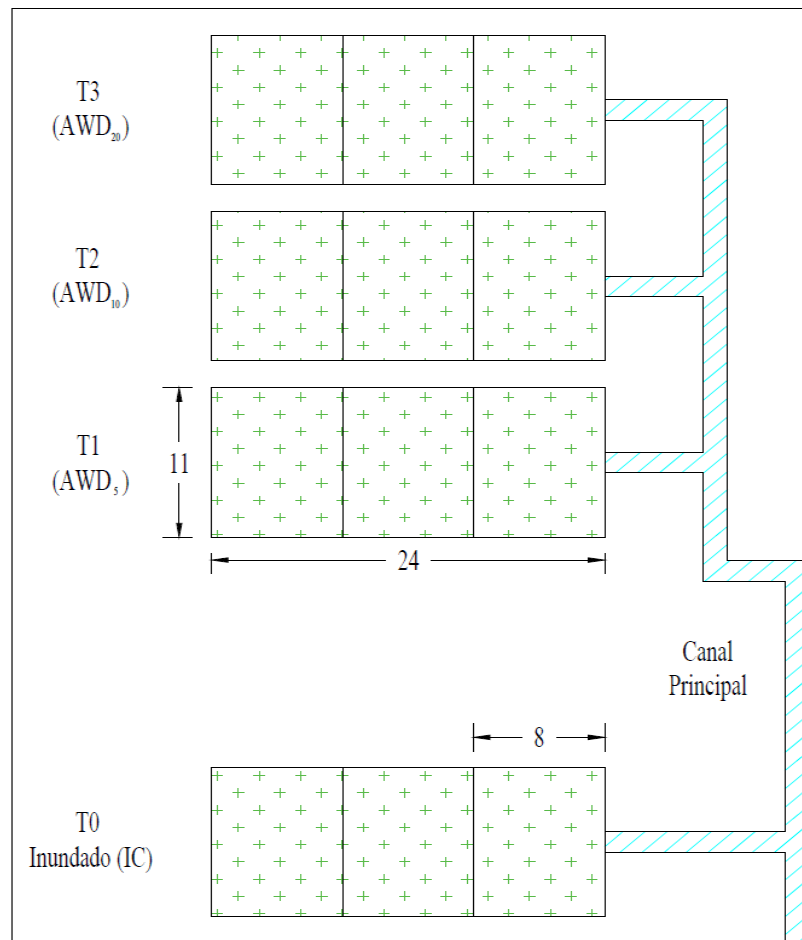 T3
(AWD₂₀)
T2
(AWD₁₀)
T1
(AWD₅)
11
24
Canal
Principal
8
T0
Inundado (IC)